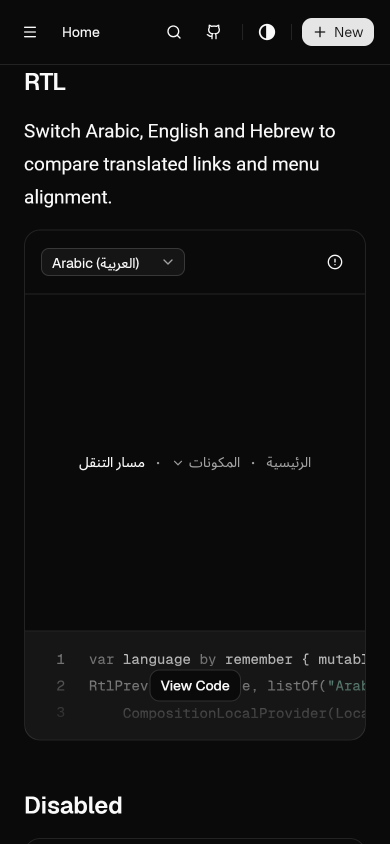 Home
New
RTL
Switch Arabic, English and Hebrew to
compare translated links and menu
alignment.
Arabic (العربية)
الرئيسية · المكونات · مسار التنقل
1 var language by remember { mutabl
2 RtlPrev e, listOf("Arab
View Code
3 CompositionLocalProvider(Loca
Disabled